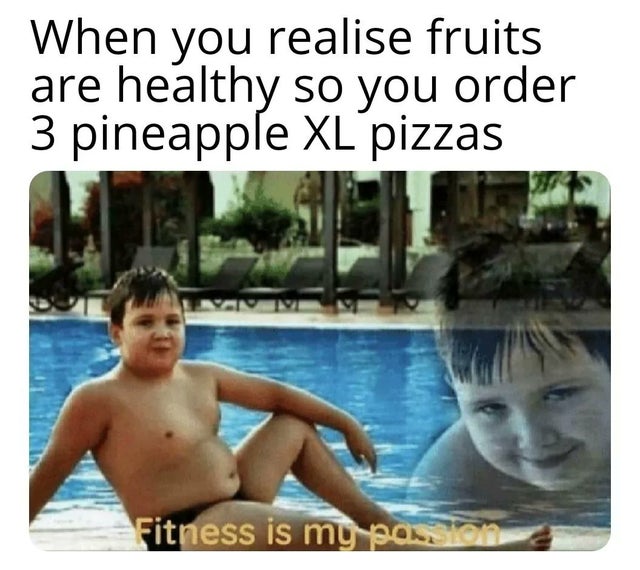 When you realise fruits
are healthy so you order
3 pineapple XL pizzas
Fitness is my passion